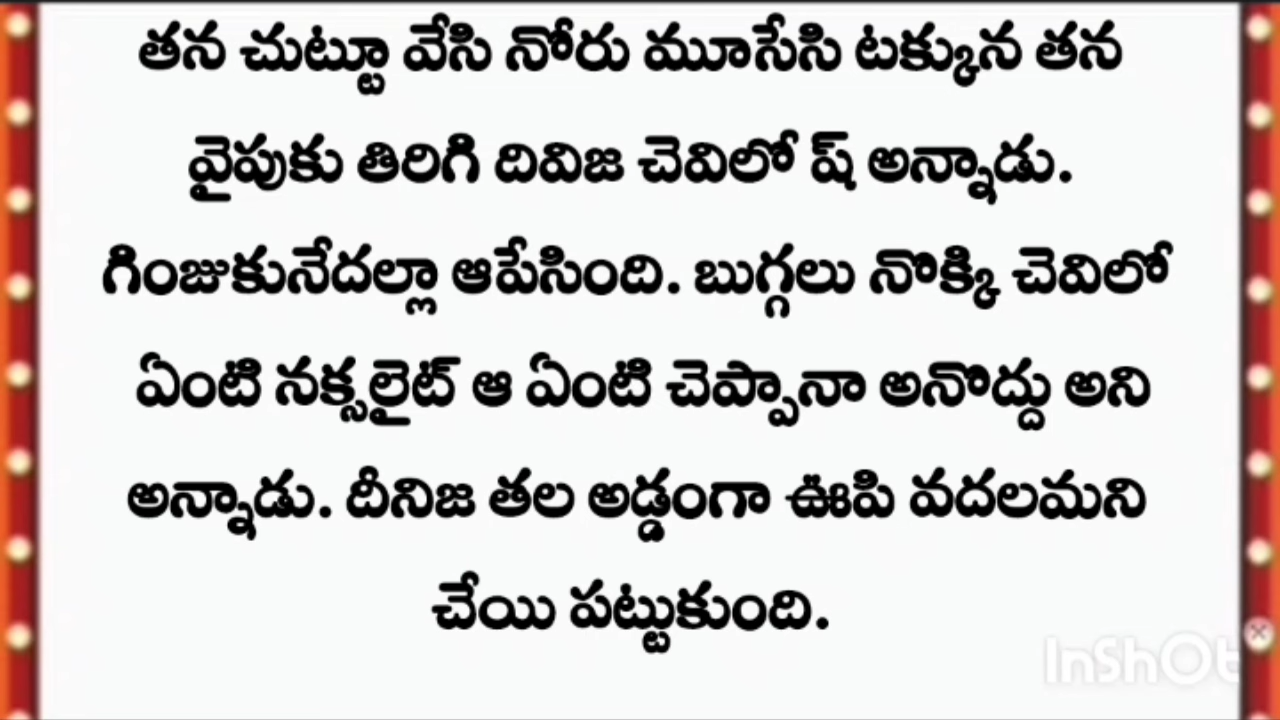 తన చుట్టూ వేసి నోరు మూసేసి టక్కున తన
వైపుకు తిరిగి దివిజ చెవిలో ష్ అన్నాడు.
గింజుకునేదల్లా ఆపేసింది. బుగ్గలు నొక్కి చెవిలో
ఏంటి నక్సలైట్ ఆ ఏంటి చెప్పానా అనొద్దు అని
అన్నాడు. దీనిజ తల అడ్డంగా ఊపి వదలమని
చేయి పట్టుకుంది.
InShOt